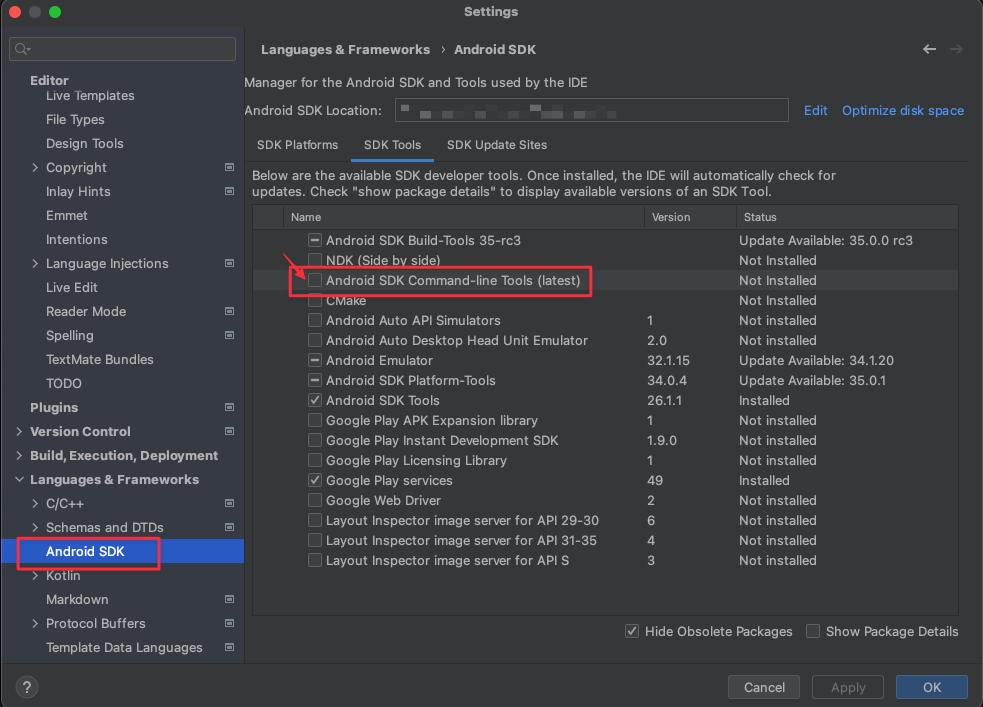 Settings
Editor
Live Templates
File Types
Design Tools
Copyright
Inlay Hints
Emmet
Intentions
Language Injections
Live Edit
Reader Mode
Spelling
TextMate Bundles
TODO
Plugins
Version Control
Build, Execution, Deployment
Languages & Frameworks
C/C++
Schemas and DTDs
Android SDK
Kotlin
Markdown
Protocol Buffers
Template Data Languages
Languages & Frameworks › Android SDK
Manager for the Android SDK and Tools used by the IDE
Android SDK Location: Edit Optimize disk space
SDK Platforms SDK Tools SDK Update Sites
Below are the available SDK developer tools. Once installed, the IDE will automatically check for
updates. Check "show package details" to display available versions of an SDK Tool.
Name Version Status
Android SDK Build-Tools 35-rc3 Update Available: 35.0.0 rc3
NDK (Side by side) Not Installed
Android SDK Command-line Tools (latest) Not Installed
CMake Not Installed
Android Auto API Simulators 1 Not installed
Android Auto Desktop Head Unit Emulator 2.0 Not installed
Android Emulator 32.1.15 Update Available: 34.1.20
Android SDK Platform-Tools 34.0.4 Update Available: 35.0.1
Android SDK Tools 26.1.1 Installed
Google Play APK Expansion library 1 Not installed
Google Play Instant Development SDK 1.9.0 Not installed
Google Play Licensing Library 1 Not installed
Google Play services 49 Installed
Google Web Driver 2 Not installed
Layout Inspector image server for API 29-30 6 Not installed
Layout Inspector image server for API 31-35 4 Not installed
Layout Inspector image server for API S 3 Not installed
Hide Obsolete Packages Show Package Details
? Cancel Apply OK